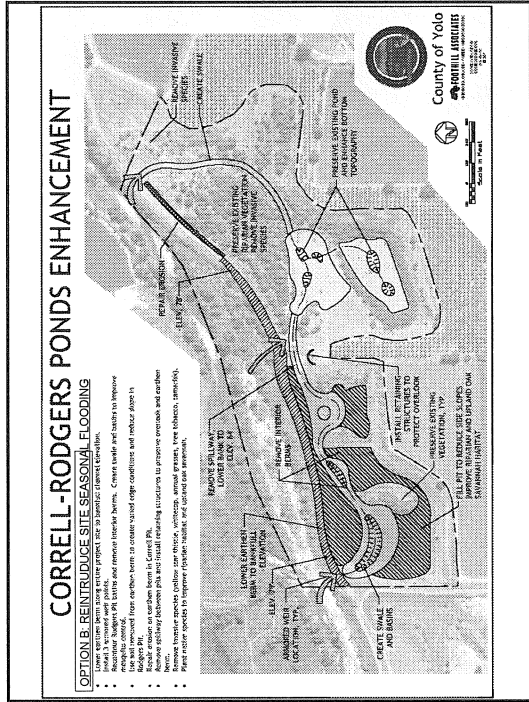 CORRELL-RODGERS PONDS ENHANCEMENT
OPTION B: REINTRUDUCE SITE SEASONAL FLOODING
Lower earthen berm along entire project site to bankfull channel elevation.
Install 3 armored weir points.
Recontour Rodgers Pit basins and remove interior berms. Create swale and basins to improve
mosquito control.
Use soil removed from earthen berm to create varied edge conditions and reduce slope in
Rodgers Pit.
Repair erosion on earthen berm in Correll Pit.
Remove spillway between pits and install retaining structures to preserve overlook and earthen
berm.
Remove invasive species (yellow star thistle, whitetop, annual grasses, tree tobacco, tamarisk).
Plant native species to improve riparian habitat and upland oak savannah.
REMOVE INVASIVE
SPECIES
CREATE SWALE
REPAIR EROSION
ELEV. 78'
PRESERVE EXISTING
RIPARIAN VEGETATION
REMOVE INVASIVE
SPECIES
REMOVE SPILLWAY
LOWER BANK TO
ELEV.
REMOVE INTERIOR
BERMS
LOWER EARTHEN
BERM TO BANKFULL
ELEVATION
ELEV.
ARMORED WEIR
LOCATION, TYP.
CREATE SWALE
AND BASINS
PRESERVE EXISTING POND
AND ENHANCE BOTTOM
TOPOGRAPHY
INSTALL RETAINING
STRUCTURES TO
PROTECT OVERLOOK
PRESERVE EXISTING
VEGETATION, TYP.
FILL PIT TO REDUCE SIDE SLOPES
IMPROVE RIPARIAN AND UPLAND OAK
SAVANNAH HABITAT
County of Yolo
FOOTHILL ASSOCIATES
Scale in Feet